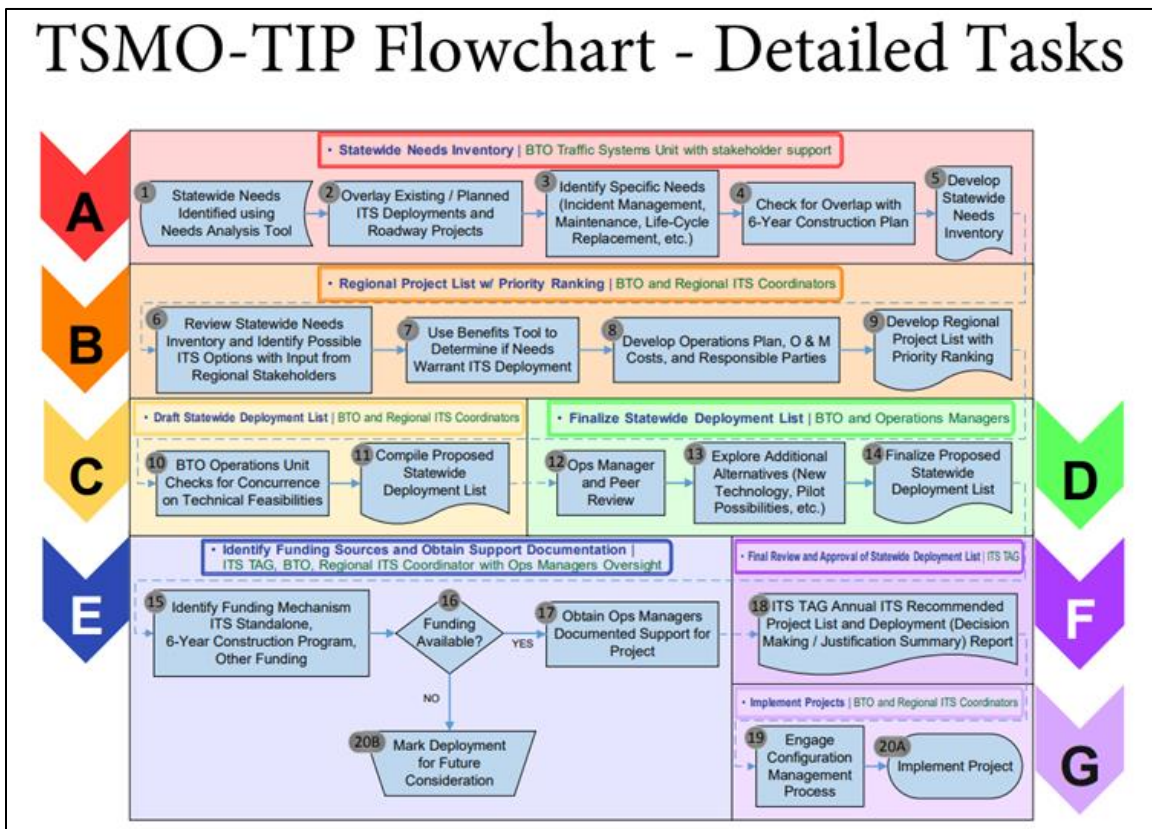 TSMO-TIP Flowchart - Detailed Tasks
A
• Statewide Needs Inventory | BTO Traffic Systems Unit with stakeholder support
1
Statewide Needs
Identified using
Needs Analysis Tool
2
Overlay Existing / Planned
ITS Deployments and
Roadway Projects
3
Identify Specific Needs
(Incident Management,
Maintenance, Life-Cycle
Replacement, etc.)
4
Check for Overlap with
6-Year Construction Plan
5
Develop
Statewide
Needs
Inventory
B
• Regional Project List w/ Priority Ranking | BTO and Regional ITS Coordinators
6
Review Statewide Needs
Inventory and Identify Possible
ITS Options with Input from
Regional Stakeholders
7
Use Benefits Tool to
Determine if Needs
Warrant ITS Deployment
8
Develop Operations Plan, O & M
Costs, and Responsible Parties
9
Develop Regional
Project List with
Priority Ranking
C
• Draft Statewide Deployment List | BTO and Regional ITS Coordinators
10
BTO Operations Unit
Checks for Concurrence
on Technical Feasibilities
11
Compile Proposed
Statewide
Deployment List
• Finalize Statewide Deployment List | BTO and Operations Managers
12
Ops Manager
and Peer
Review
13
Explore Additional
Alternatives (New
Technology, Pilot
Possibilities, etc.)
14
Finalize Proposed
Statewide
Deployment List
D
E
• Identify Funding Sources and Obtain Support Documentation |
ITS TAG, BTO, Regional ITS Coordinator with Ops Managers Oversight
15
Identify Funding Mechanism
ITS Standalone,
6-Year Construction Program,
Other Funding
16
Funding
Available?
YES
NO
17
Obtain Ops Managers
Documented Support for
Project
20B
Mark Deployment
for Future
Consideration
• Final Review and Approval of Statewide Deployment List | ITS TAG
18
ITS TAG Annual ITS Recommended
Project List and Deployment (Decision
Making / Justification Summary) Report
F
• Implement Projects | BTO and Regional ITS Coordinators
19
Engage
Configuration
Management
Process
20A
Implement Project
G